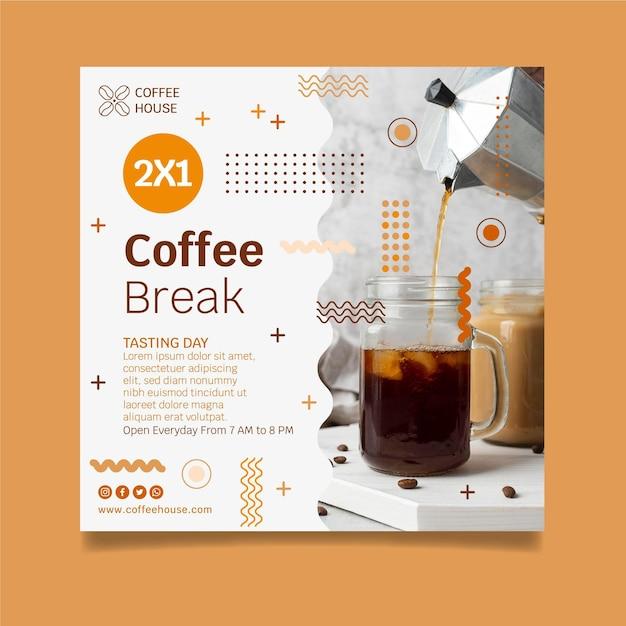 COFFEE
HOUSE
2X1
Coffee
Break
TASTING DAY
Lorem ipsum dolor sit amet,
consectetuer adipiscing elit,
sed diam nonummy nibh
euismod tincidunt ut laoreet
dolore magna aliquam erat
volutpat.
Open Everyday From 7 AM to 8 PM
www.coffeehouse.com